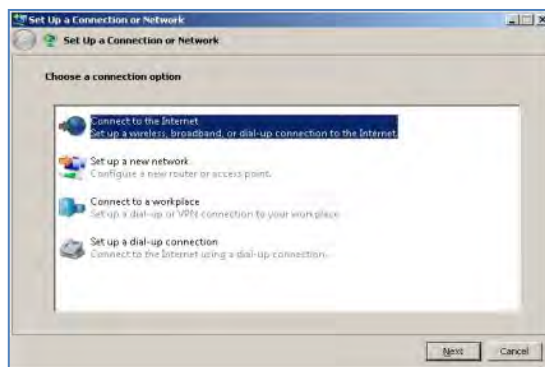 Set Up a Connection or Network
Set Up a Connection or Network
Choose a connection option
Connect to the Internet
Set up a wireless, broadband, or dial-up connection to the Internet.
Set up a new network
Configure a new router or access point.
Connect to a workplace
Set up a dial-up or VPN connection to your workplace.
Set up a dial-up connection
Connect to the Internet using a dial-up connection.
Next
Cancel